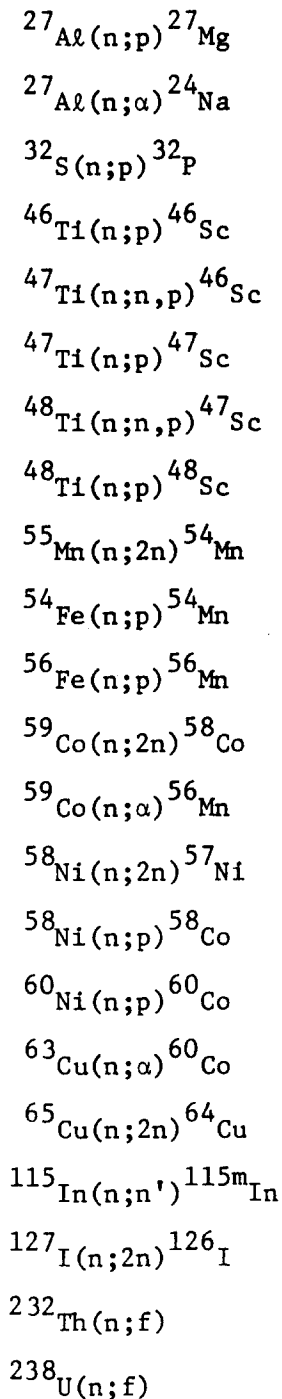 ²⁷Aℓ(n;p)²⁷Mg
²⁷Aℓ(n;α)²⁴Na
³²S(n;p)³²P
⁴⁶Ti(n;p)⁴⁶Sc
⁴⁷Ti(n;n,p)⁴⁶Sc
⁴⁷Ti(n;p)⁴⁷Sc
⁴⁸Ti(n;n,p)⁴⁷Sc
⁴⁸Ti(n;p)⁴⁸Sc
⁵⁵Mn(n;2n)⁵⁴Mn
⁵⁴Fe(n;p)⁵⁴Mn
⁵⁶Fe(n;p)⁵⁶Mn
⁵⁹Co(n;2n)⁵⁸Co
⁵⁹Co(n;α)⁵⁶Mn
⁵⁸Ni(n;2n)⁵⁷Ni
⁵⁸Ni(n;p)⁵⁸Co
⁶⁰Ni(n;p)⁶⁰Co
⁶³Cu(n;α)⁶⁰Co
⁶⁵Cu(n;2n)⁶⁴Cu
¹¹⁵In(n;n')¹¹⁵ᵐIn
¹²⁷I(n;2n)¹²⁶I
²³²Th(n;f)
²³⁸U(n;f)